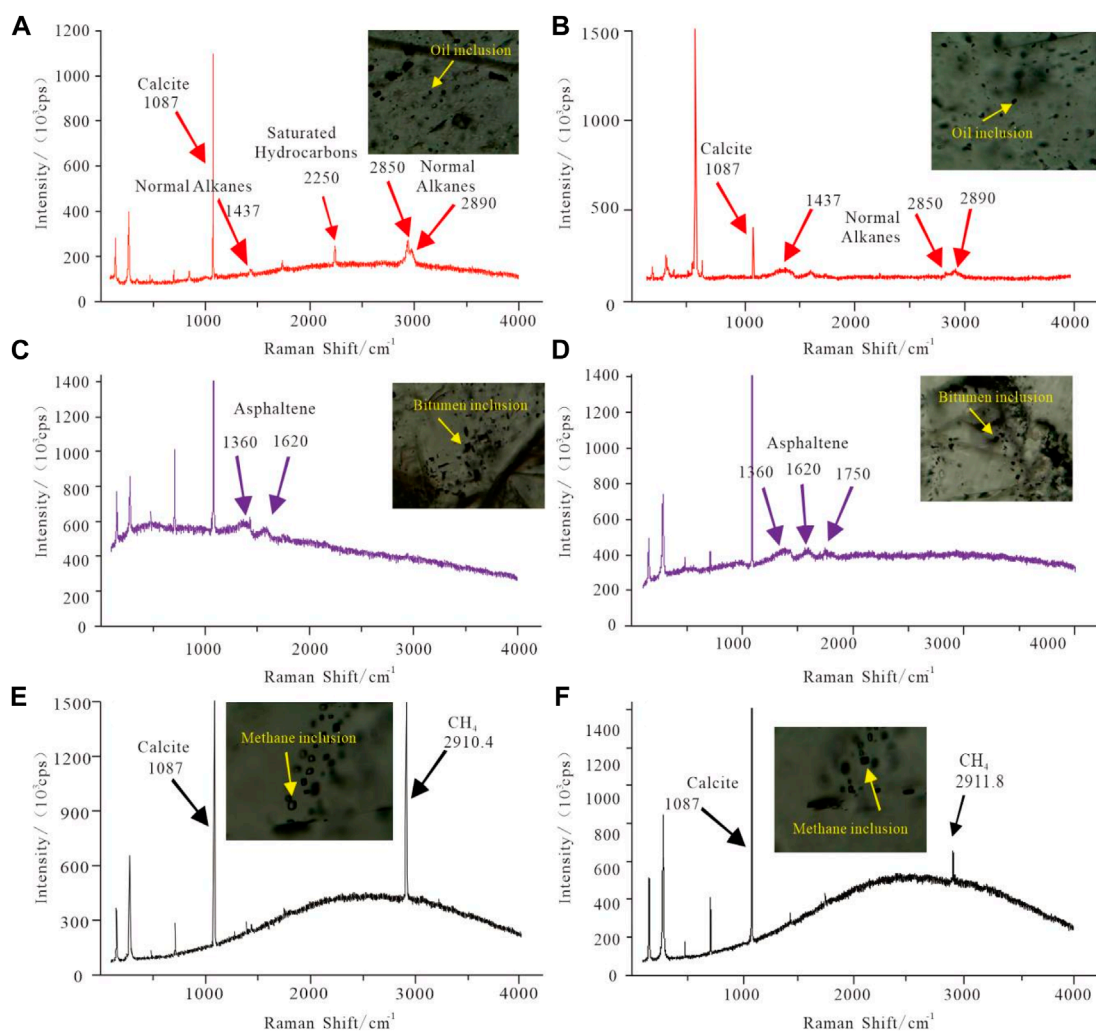 A
1200
1000
800
600
400
200
0
Intensity/（10³cps）
Calcite
1087
Normal Alkanes
1437
Saturated
Hydrocarbons
2250
2850
Normal
Alkanes
2890
Oil inclusion
1000
2000
3000
4000
Raman Shift/cm⁻¹
B
1500
1000
500
0
Intensity/（10³cps）
Calcite
1087
1437
Normal
Alkanes
2850
2890
Oil inclusion
1000
2000
3000
4000
Raman Shift/cm⁻¹
C
1400
1200
1000
800
600
400
200
0
Intensity/（10³cps）
Asphaltene
1360
1620
Bitumen inclusion
1000
2000
3000
4000
Raman Shift/cm⁻¹
D
1400
1200
1000
800
600
400
200
0
Intensity/（10³cps）
Asphaltene
1360
1620
1750
Bitumen inclusion
1000
2000
3000
4000
Raman Shift/cm⁻¹
E
1500
1200
900
600
300
0
Intensity/（10³cps）
Calcite
1087
Methane inclusion
CH₄
2910.4
1000
2000
3000
4000
Raman Shift/cm⁻¹
F
1400
1200
1000
800
600
400
200
0
Intensity/（10³cps）
Calcite
1087
Methane inclusion
CH₄
2911.8
1000
2000
3000
4000
Raman Shift/cm⁻¹